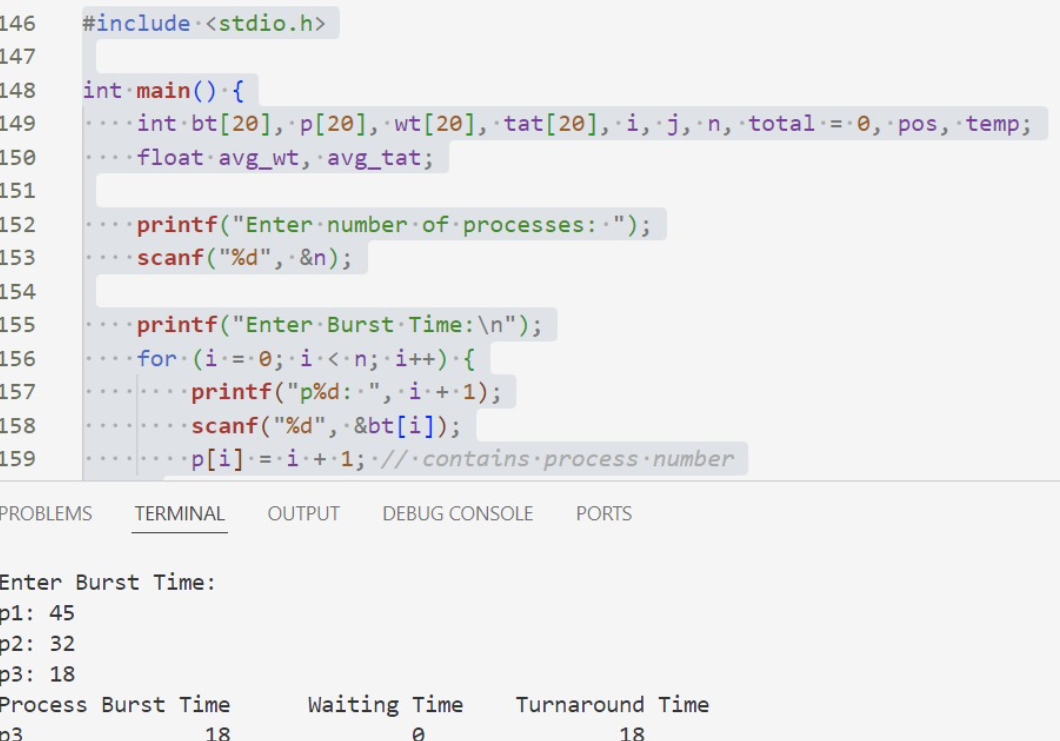 146 #include <stdio.h>
147
148 int main() {
149 int bt[20], p[20], wt[20], tat[20], i, j, n, total = 0, pos, temp;
150 float avg_wt, avg_tat;
151
152 printf("Enter number of processes: ");
153 scanf("%d", &n);
154
155 printf("Enter Burst Time:\n");
156 for (i = 0; i < n; i++) {
157 printf("p%d: ", i + 1);
158 scanf("%d", &bt[i]);
159 p[i] = i + 1; // contains process number
PROBLEMS TERMINAL OUTPUT DEBUG CONSOLE PORTS
Enter Burst Time:
p1: 45
p2: 32
p3: 18
Process Burst Time Waiting Time Turnaround Time
p3 18 0 18